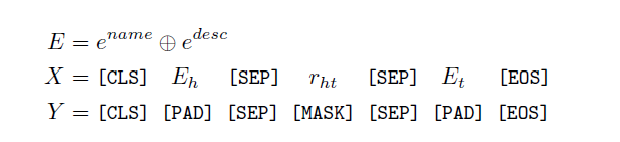 E = e^{name} ⊕ e^{desc}
X = [CLS] E_h [SEP] r_{ht} [SEP] E_t [EOS]
Y = [CLS] [PAD] [SEP] [MASK] [SEP] [PAD] [EOS]